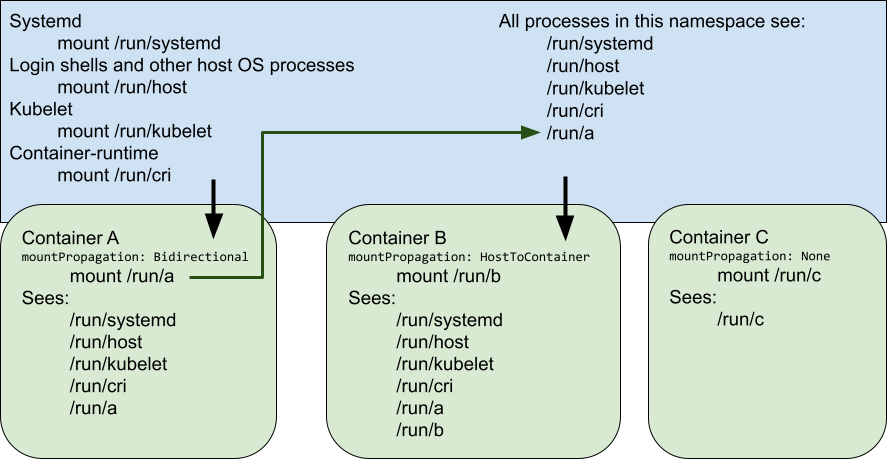 Systemd
mount /run/systemd
Login shells and other host OS processes
mount /run/host
Kubelet
mount /run/kubelet
Container-runtime
mount /run/cri
All processes in this namespace see:
/run/systemd
/run/host
/run/kubelet
/run/cri
/run/a
Container A
mountPropagation: Bidirectional
mount /run/a
Sees:
/run/systemd
/run/host
/run/kubelet
/run/cri
/run/a
Container B
mountPropagation: HostToContainer
mount /run/b
Sees:
/run/systemd
/run/host
/run/kubelet
/run/cri
/run/a
/run/b
Container C
mountPropagation: None
mount /run/c
Sees:
/run/c